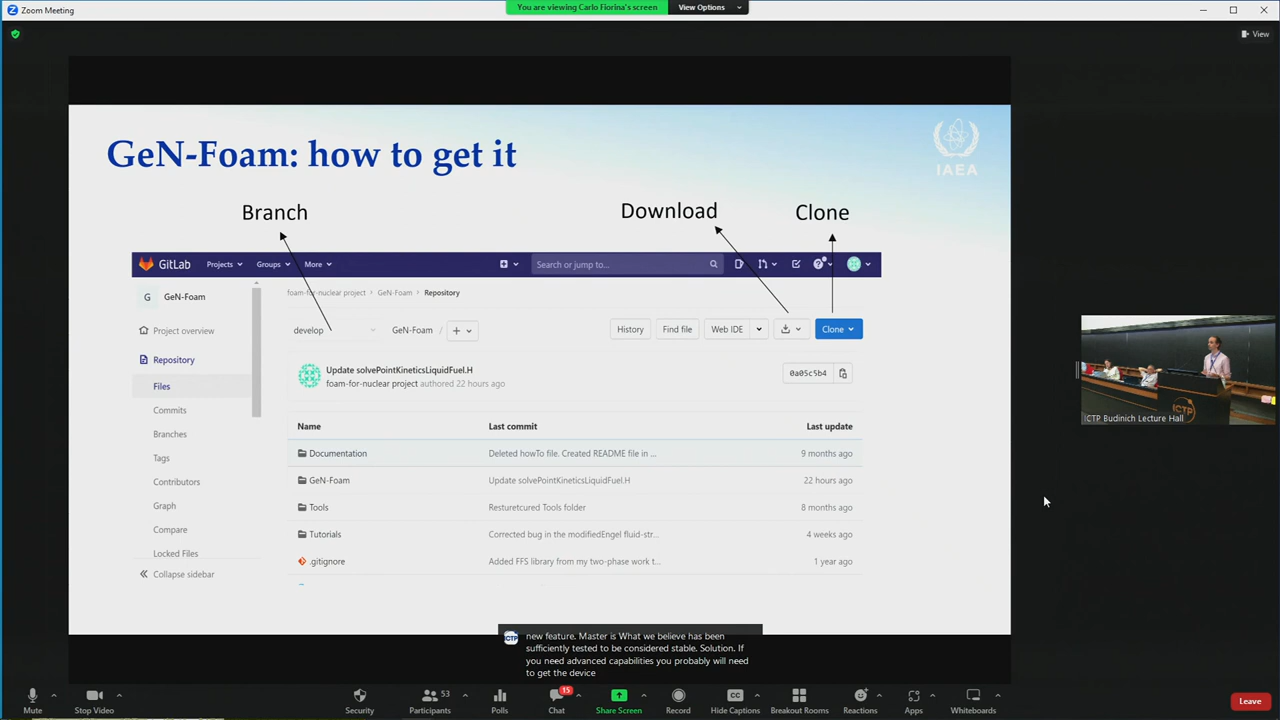 Zoom Meeting
You are viewing Carlo Fiorina's screen
View Options
View
GeN-Foam: how to get it
IAEA
Branch
Download
Clone
GitLab
Projects
Groups
More
Search or jump to...
G
GeN-Foam
foam-for-nuclear project > GeN-Foam > Repository
Project overview
develop
GeN-Foam /
History
Find file
Web IDE
Clone
Repository
Update solvePointKineticsLiquidFuel.H
foam-for-nuclear project authored 22 hours ago
0a05c5b4
Files
Commits
Branches
Tags
Contributors
Graph
Compare
Locked Files
Collapse sidebar
Name Last commit Last update
Documentation Deleted howTo file. Created README file in ... 9 months ago
GeN-Foam Update solvePointKineticsLiquidFuel.H 22 hours ago
Tools Resturetcured Tools folder 8 months ago
Tutorials Corrected bug in the modifiedEngel fluid-str... 4 weeks ago
.gitignore Added FFS library from my two-phase work t... 1 year ago
ICTP
ICTP Budinich Lecture Hall
ICTP
new feature. Master is What we believe has been
sufficiently tested to be considered stable. Solution. If
you need advanced capabilities you probably will need
to get the device
Mute
Stop Video
Security
53
Participants
Polls
15
Chat
Share Screen
Record
CC
Hide Captions
Breakout Rooms
Reactions
Apps
Whiteboards
Leave